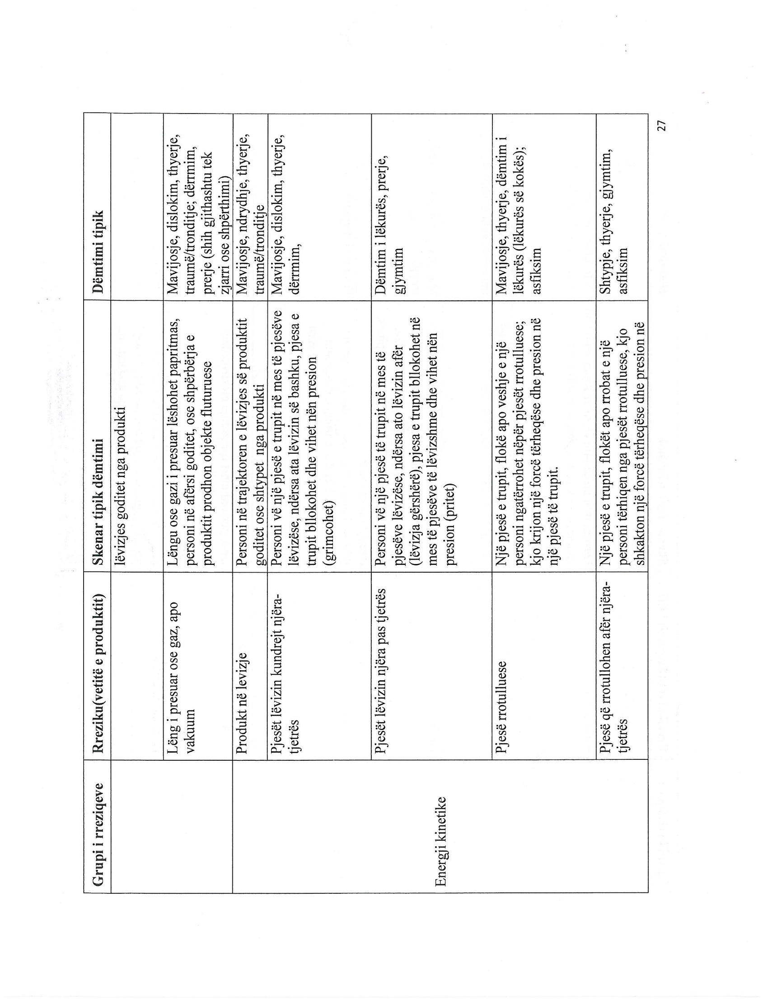 Grupi i rreziqeve Rreziku(vetitë e produktit) Skenar tipik dëmtimi Dëmtimi tipik
lëvizjes goditet nga produkti
Lëng i presuar ose gaz, apo
vakuum
Lëngu ose gazi i presuar lëshohet papritmas,
personi në afërsi goditet, ose shpërbërja e
produktit prodhon objekte fluturuese
Mavijosje, dislokim, thyerje,
traumë/tronditje; dërrmim,
prerje (shih gjithashtu tek
zjarri ose shpërthimi)
Energji kinetike
Produkt në levizje
Personi në trajektoren e lëvizjes së produktit
goditet ose shtypet nga produkti
Mavijosje, ndrydhje, thyerje,
traumë/tronditje
Pjesët lëvizin kundrejt njëra-
tjetrës
Personi vë një pjesë e trupit në mes të pjesëve
lëvizëse, ndërsa ata lëvizin së bashku, pjesa e
trupit bllokohet dhe vihet nën presion
(grimcohet)
Mavijosje, dislokim, thyerje,
dërrmim,
Pjesët lëvizin njëra pas tjetrës
Personi vë një pjesë të trupit në mes të
pjesëve lëvizëse, ndërsa ato lëvizin afër
(lëvizja gërshërë), pjesa e trupit bllokohet në
mes të pjesëve të lëvizshme dhe vihet nën
presion (pritet)
Dëmtim i lëkurës, prerje,
gjymtim
Pjesë rrotulluese
Një pjesë e trupit, flokë apo veshje e një
personi ngatërrohet nëpër pjesët rrotulluese;
kjo krijon një forcë tërheqëse dhe presion në
një pjesë të trupit.
Mavijosje, thyerje, dëmtim i
lëkurës (lëkurës së kokës);
asfiksim
Pjesë që rrotullohen afër njëra-
tjetrës
Një pjesë e trupit, flokët apo rrobat e një
personi tërhiqen nga pjesët rrotulluese, kjo
shkakton një forcë tërheqëse dhe presion në
Shtypje, thyerje, gjymtim,
asfiksim
27